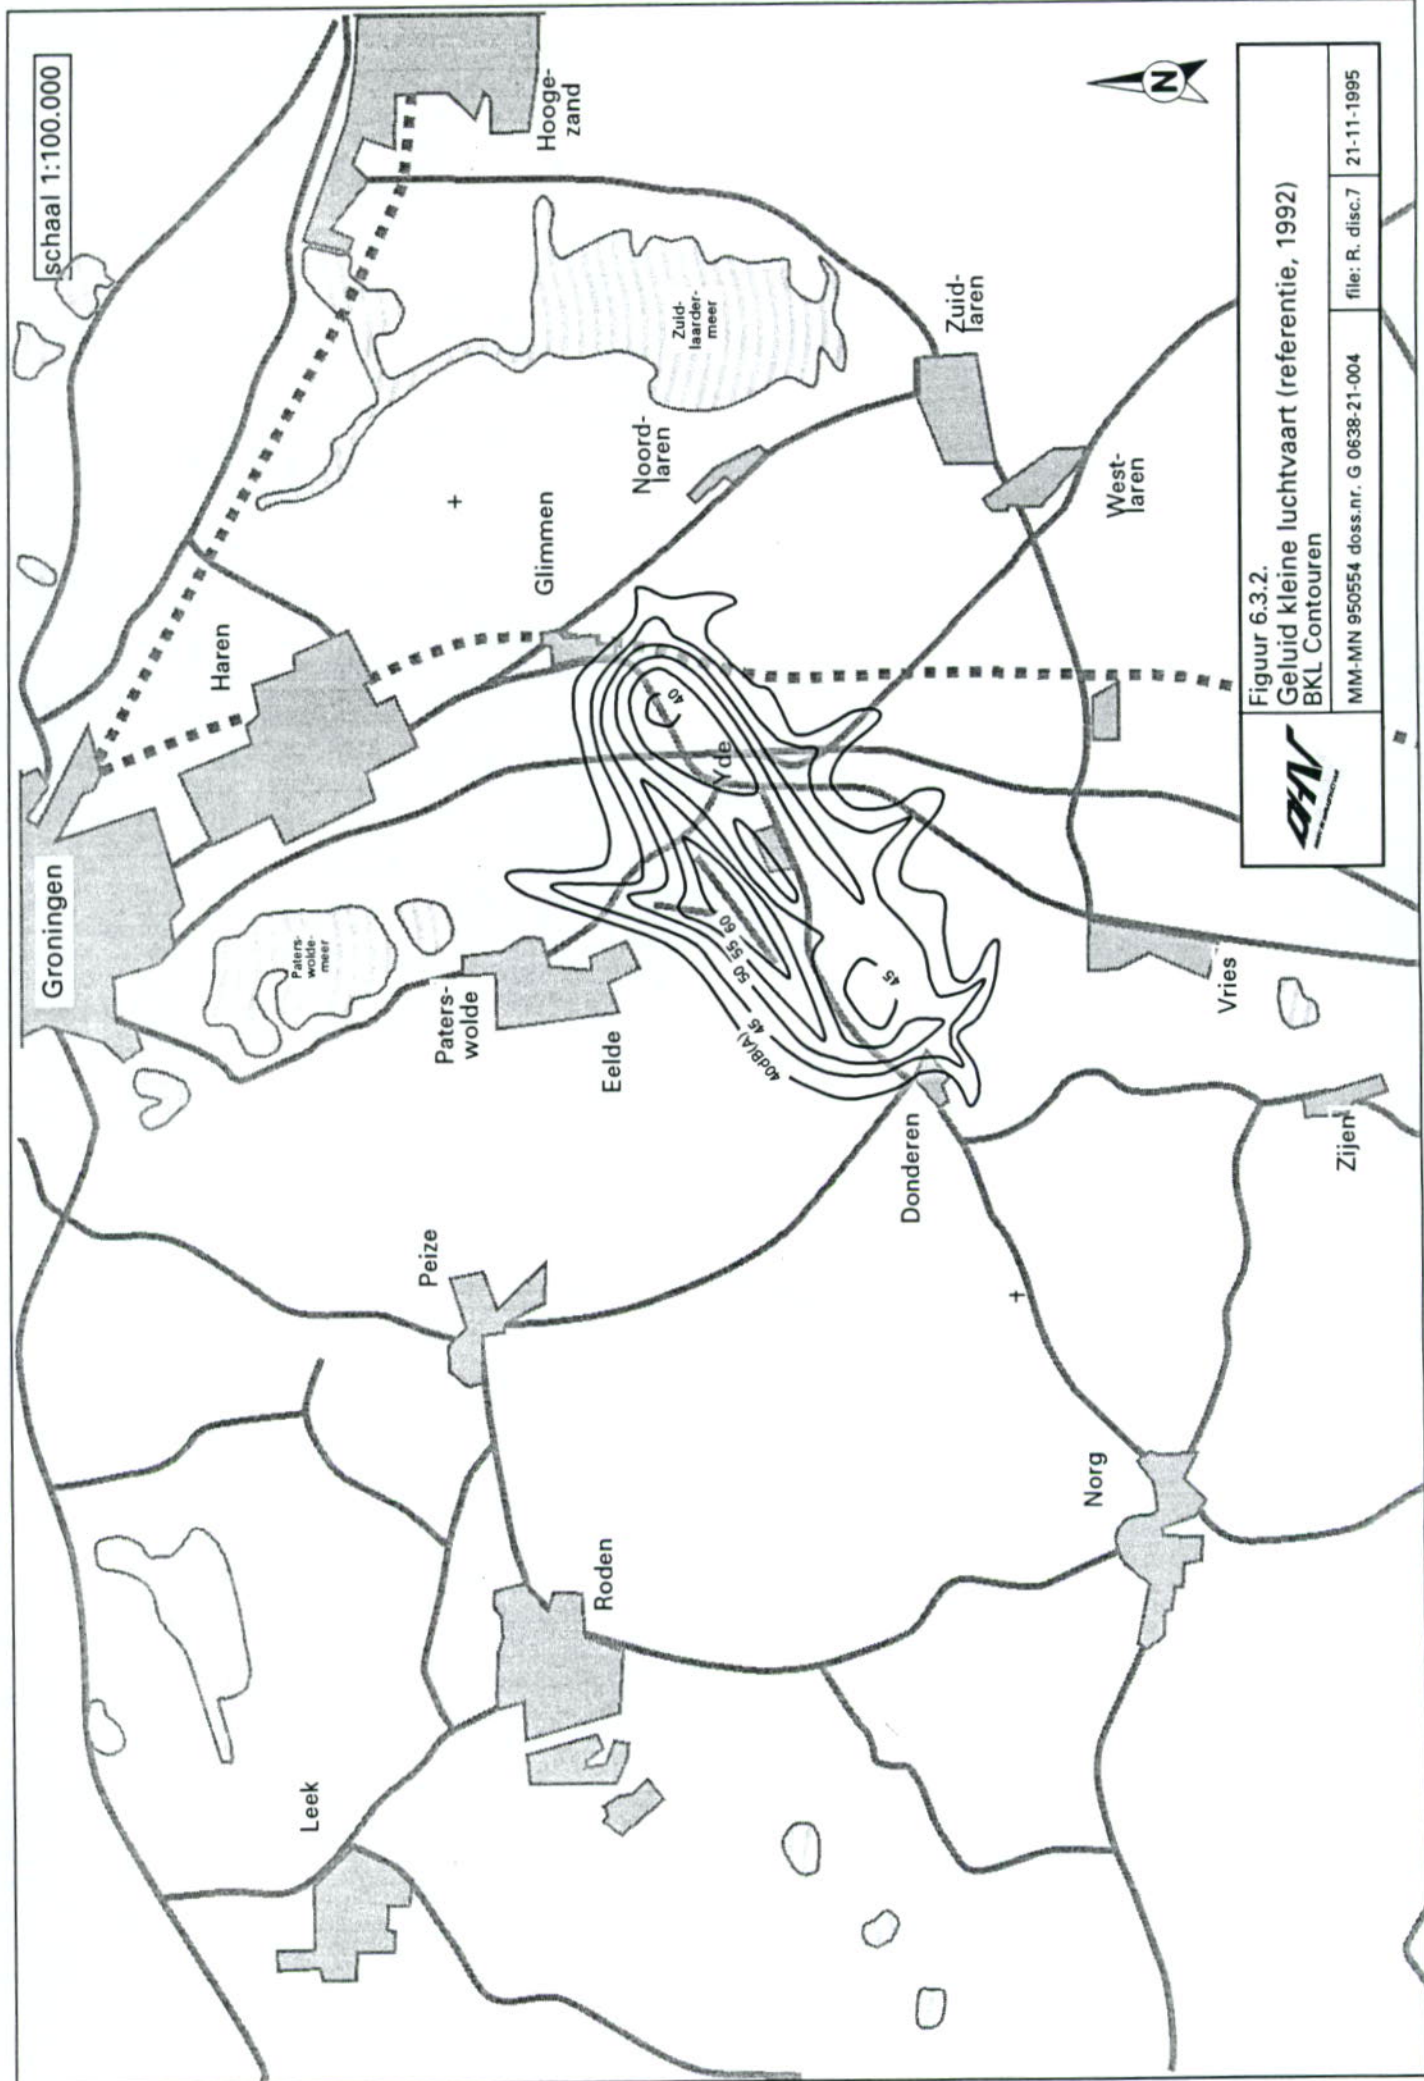 schaal 1:100.000
Hooge-
zand
Groningen
Haren
Paters-
wolde-
meer
Paters-
wolde
Eelde
Glimmen
Noord-
laren
Zuid-
laarder-
meer
Zuid-
laren
West-
laren
Yde
40
60
55
50
45
40dB(A)
45
Peize
Donderen
Vries
Zijen
Leek
Roden
Norg
N
Figuur 6.3.2.
Geluid kleine luchtvaart (referentie, 1992)
BKL Contouren
MM-MN 950554 doss.nr. G 0638-21-004
file: R. disc.7
21-11-1995
DHV